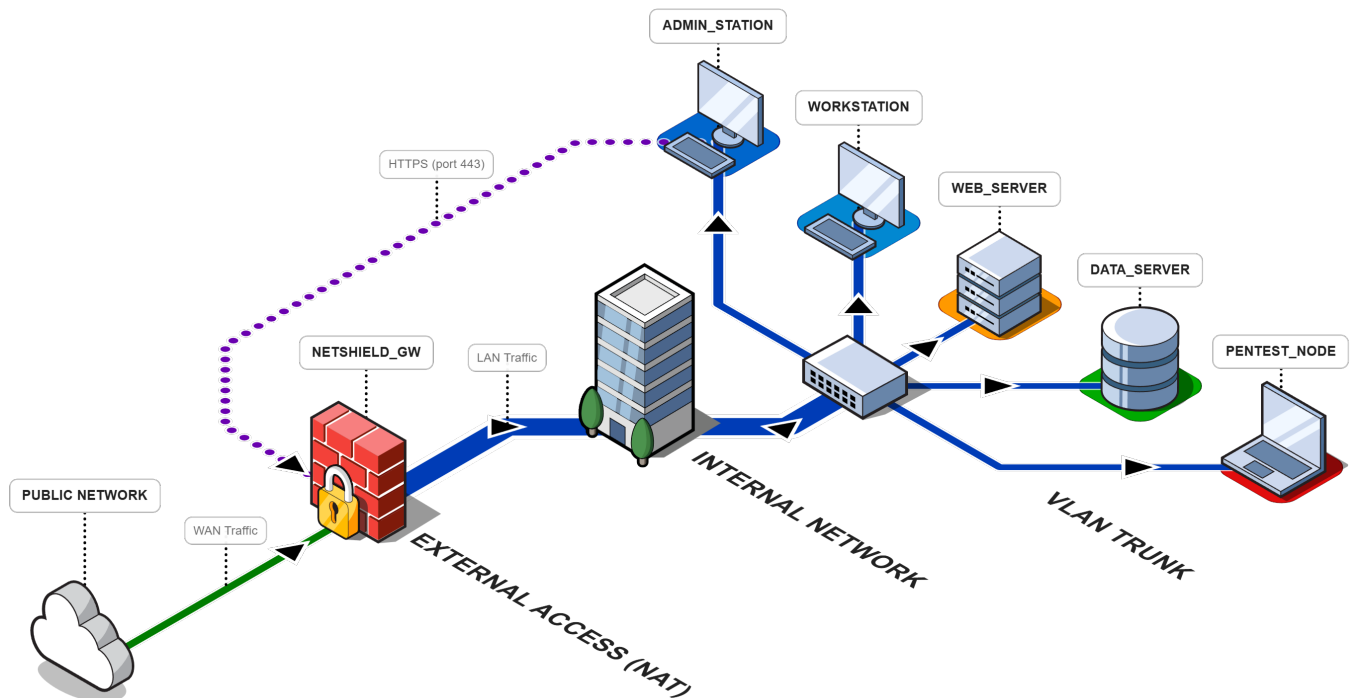 ADMIN_STATION
WORKSTATION
HTTPS (port 443)
WEB_SERVER
DATA_SERVER
NETSHIELD_GW
LAN Traffic
PENTEST_NODE
PUBLIC NETWORK
WAN Traffic
EXTERNAL ACCESS (NAT)
INTERNAL NETWORK
VLAN TRUNK